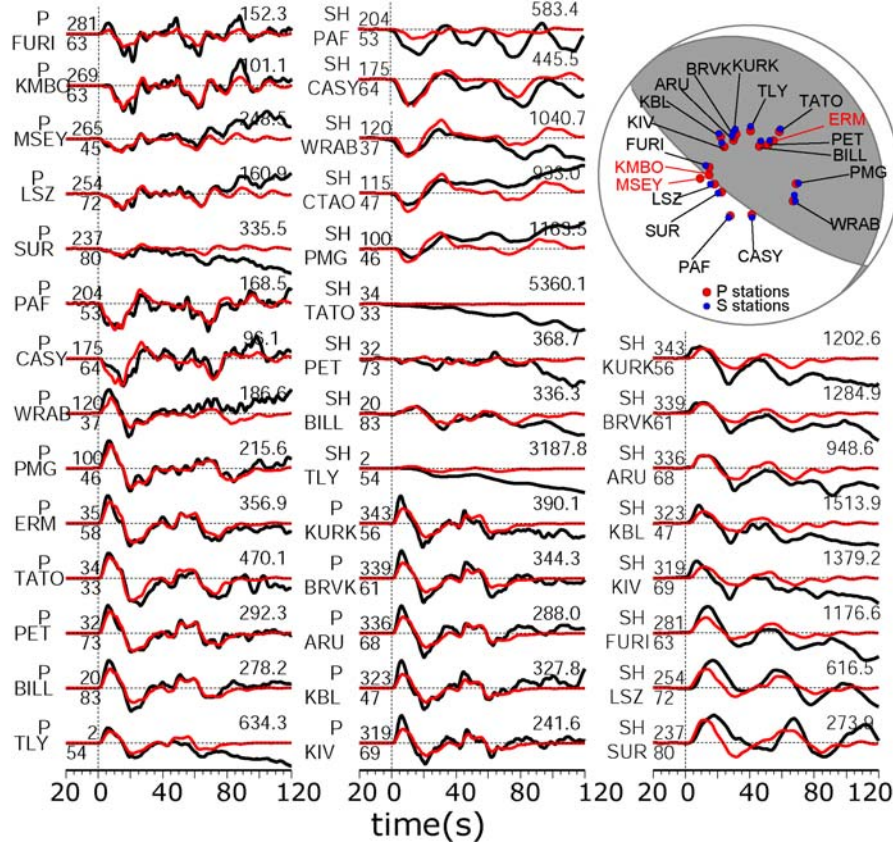 P 281 152.3
FURI 63
P 269 101.1
KMBO 63
P 265 248.5
MSEY 45
P 254 160.9
LSZ 72
P 237 335.5
SUR 80
P 204 168.5
PAF 53
P 175 96.1
CASY 64
P 120 186.6
WRAB 37
P 100 215.6
PMG 46
P 35 356.9
ERM 58
P 34 470.1
TATO 33
P 32 292.3
PET 73
P 20 278.2
BILL 83
P 2 634.3
TLY 54
20 0 40 80 120
SH 204 583.4
PAF 53
SH 175 445.5
CASY 64
SH 120 1040.7
WRAB 37
SH 115 933.0
CTAO 47
SH 100
PMG 46
SH 34 5360.1
TATO 33
SH 32 368.7
PET 73
SH 20 336.3
BILL 83
SH 2 3187.8
TLY 54
P 343 390.1
KURK 56
P 339 344.3
BRVK 61
P 336 288.0
ARU 68
P 323 327.8
KBL 47
P 319 241.6
KIV 69
20 0 40 80 120
time(s)
BRVK KURK
ARU TLY
KBL TATO
KIV ERM
FURI PET
BILL
KMBO PMG
MSEY
LSZ WRAB
SUR
PAF CASY
P stations
S stations
SH 343 1202.6
KURK 56
SH 339 1284.9
BRVK 61
SH 336 948.6
ARU 68
SH 323 1513.9
KBL 47
SH 319 1379.2
KIV 69
SH 281 1176.6
FURI 63
SH 254 616.5
LSZ 72
SH 237 273.9
SUR 80
20 0 40 80 120